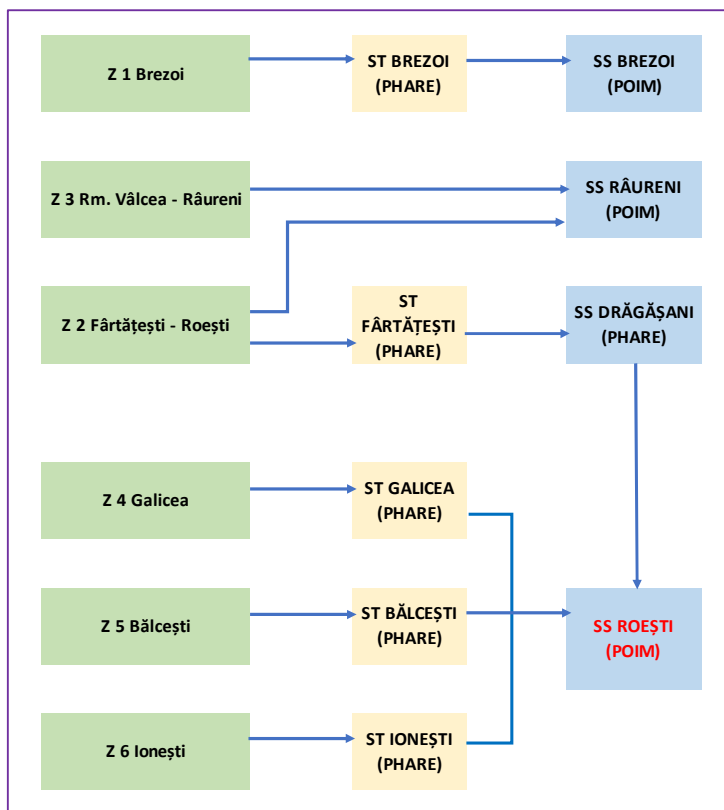 Z 1 Brezoi
ST BREZOI
(PHARE)
SS BREZOI
(POIM)
Z 3 Rm. Vâlcea - Râureni
SS RÂURENI
(POIM)
Z 2 Fârtățești - Roești
ST
FÂRTĂȚEȘTI
(PHARE)
SS DRĂGĂȘANI
(PHARE)
Z 4 Galicea
ST GALICEA
(PHARE)
Z 5 Bălcești
ST BĂLCEȘTI
(PHARE)
SS ROEȘTI
(POIM)
Z 6 Ionești
ST IONEȘTI
(PHARE)